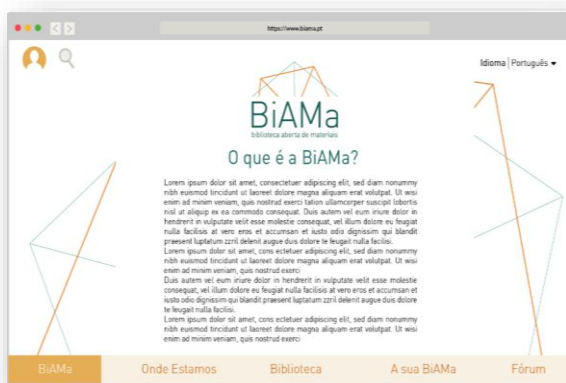 https://www.biama.pt
Idioma | Português
BiAMa
biblioteca aberta de materiais
O que é a BiAMa?
Lorem ipsum dolor sit amet, consectetuer adipiscing elit, sed diam nonummy
nibh euismod tincidunt ut laoreet dolore magna aliquam erat volutpat. Ut wisi
enim ad minim veniam, quis nostrud exerci tation ullamcorper suscipit lobortis
nisl ut aliquip ex ea commodo consequat. Duis autem vel eum iriure dolor in
hendrerit in vulputate velit esse molestie consequat, vel illum dolore eu feugiat
nulla facilisis at vero eros et accumsan et iusto odio dignissim qui blandit
praesent luptatum zzril delenit augue duis dolore te feugait nulla facilisi.
Lorem ipsum dolor sit amet, cons ectetuer adipiscing elit, sed diam nonummy
nibh euismod tincidunt ut laoreet dolore magna aliquam erat volutpat. Ut wisi
enim ad minim veniam, quis nostrud exerci
Duis autem vel eum iriure dolor in hendrerit in vulputate velit esse molestie
consequat, vel illum dolore eu feugiat nulla facilisis at vero eros et accumsan et
iusto odio dignissim qui blandit praesent luptatum zzril delenit augue duis dolore
te feugait nulla facilisi.
Lorem ipsum dolor sit amet, cons ectetuer adipiscing elit, sed diam nonummy
nibh euismod tincidunt ut laoreet dolore magna aliquam erat volutpat. Ut wisi
enim ad minim veniam, quis nostrud exerci
BiAMa
Onde Estamos
Biblioteca
A sua BiAMa
Fórum